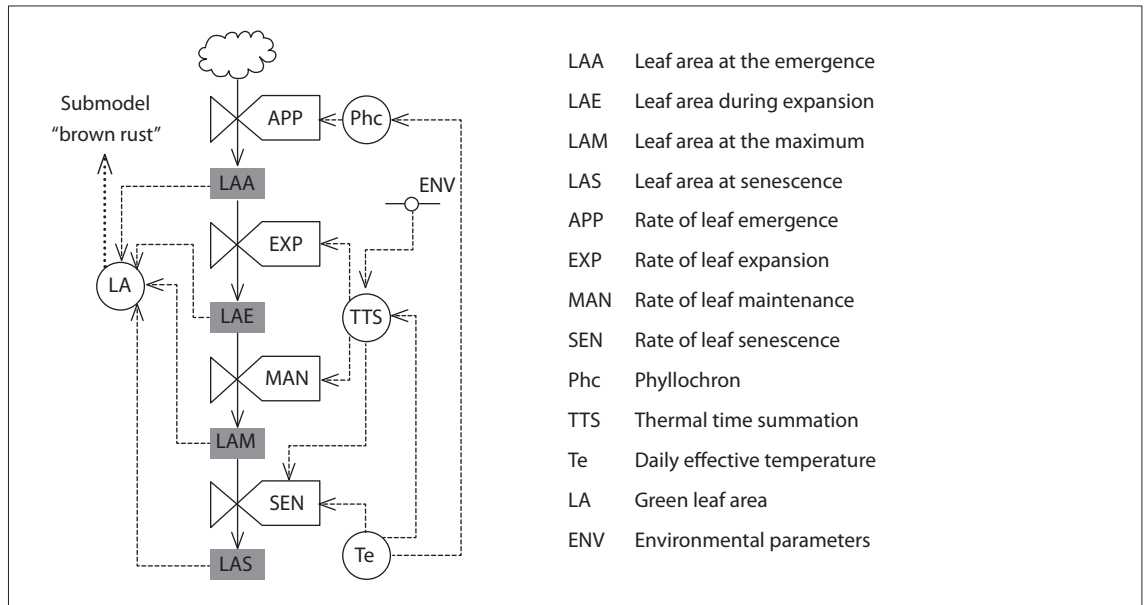 Submodel
“brown rust”
APP
Phc
LAA
ENV
EXP
LA
LAE
TTS
MAN
LAM
SEN
Te
LAS
LAA Leaf area at the emergence
LAE Leaf area during expansion
LAM Leaf area at the maximum
LAS Leaf area at senescence
APP Rate of leaf emergence
EXP Rate of leaf expansion
MAN Rate of leaf maintenance
SEN Rate of leaf senescence
Phc Phyllochron
TTS Thermal time summation
Te Daily effective temperature
LA Green leaf area
ENV Environmental parameters